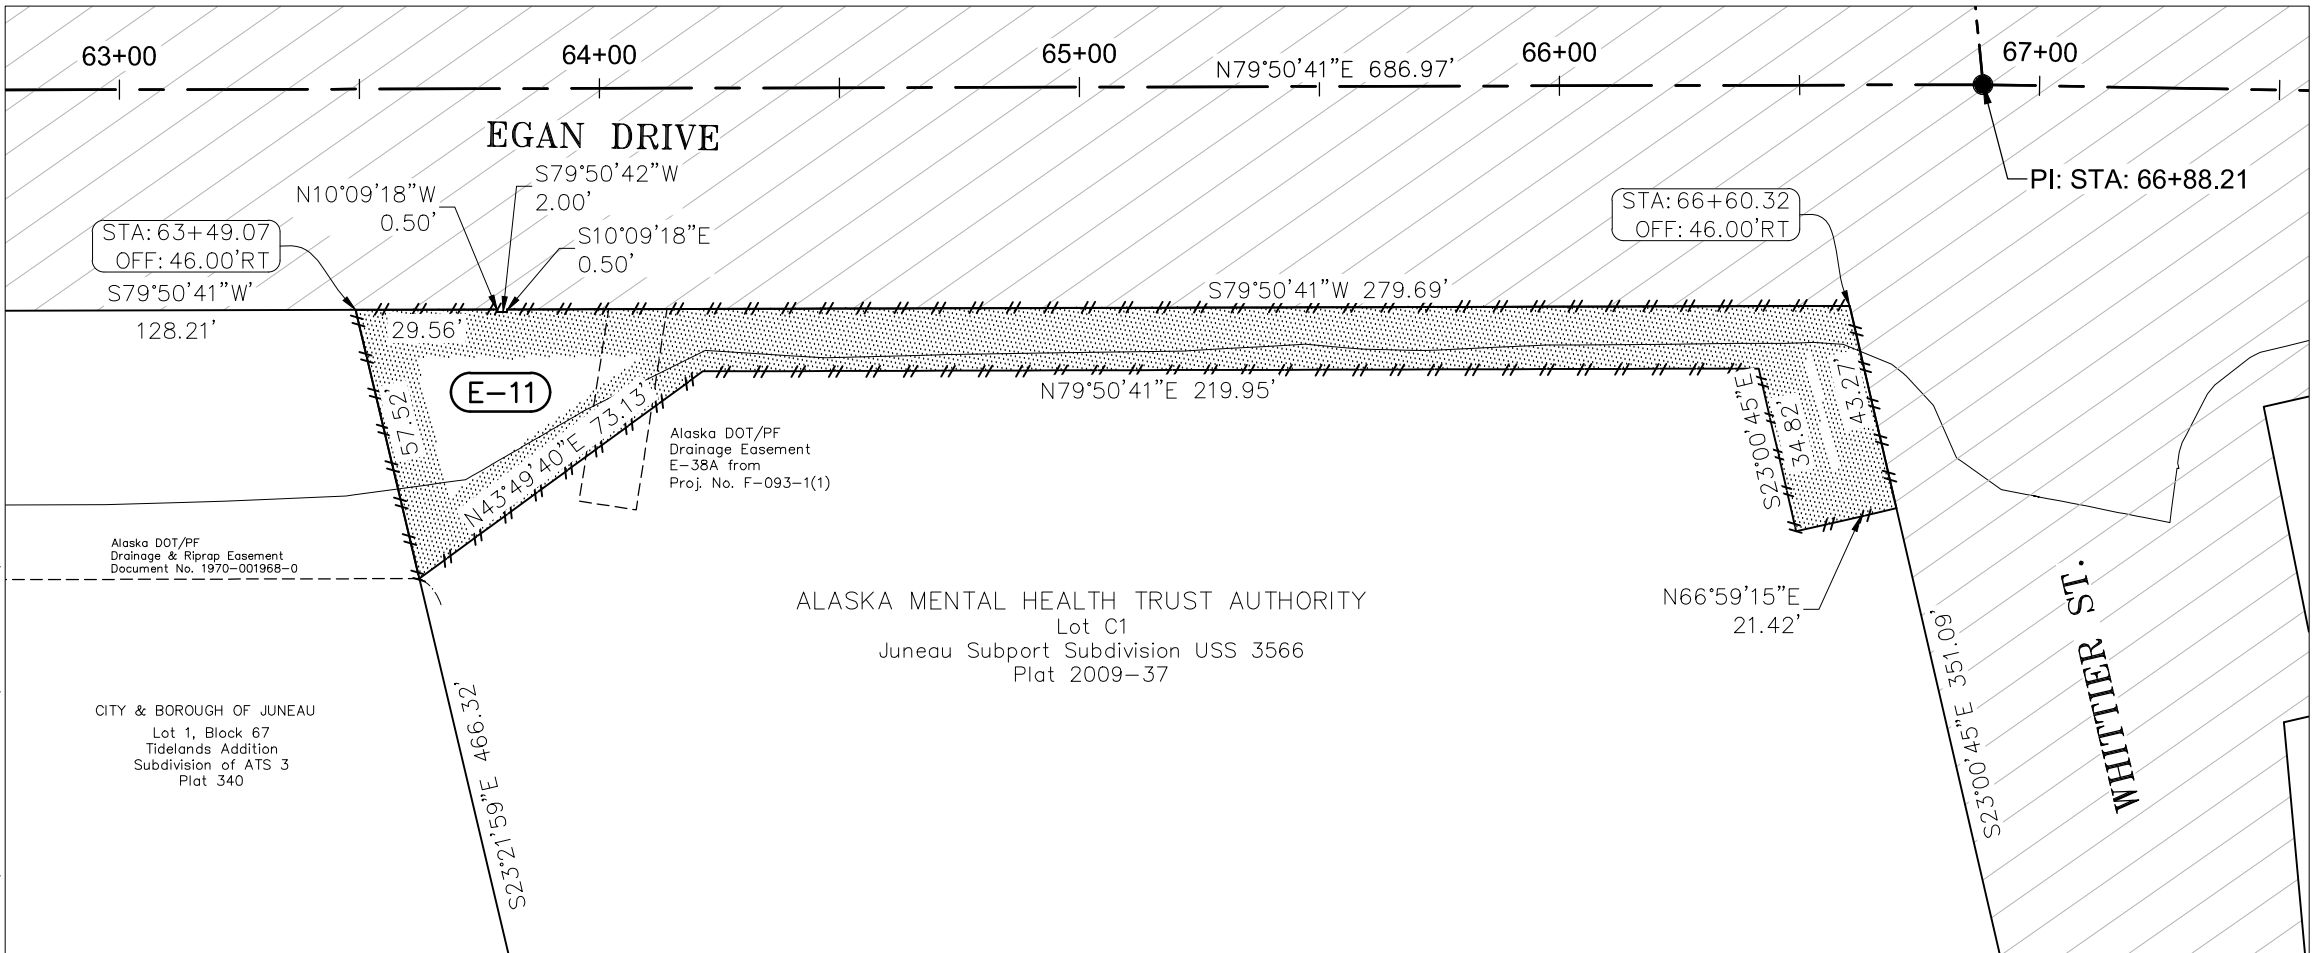 63+00
64+00
65+00
66+00
67+00
N79°50'41"E 686.97'
EGAN DRIVE
PI: STA: 66+88.21
N10°09'18"W
0.50'
S79°50'42"W
2.00'
S10°09'18"E
0.50'
STA: 63+49.07
OFF: 46.00'RT
STA: 66+60.32
OFF: 46.00'RT
S79°50'41"W'
128.21'
29.56'
S79°50'41"W 279.69'
E-11
57.52'
N43°49'40"E 73.13'
N79°50'41"E 219.95'
S23°00'45"E
34.82'
43.27'
Alaska DOT/PF
Drainage Easement
E-38A from
Proj. No. F-093-1(1)
Alaska DOT/PF
Drainage & Riprap Easement
Document No. 1970-001968-0
ALASKA MENTAL HEALTH TRUST AUTHORITY
Lot C1
Juneau Subport Subdivision USS 3566
Plat 2009-37
N66°59'15"E
21.42'
CITY & BOROUGH OF JUNEAU
Lot 1, Block 67
Tidelands Addition
Subdivision of ATS 3
Plat 340
S23°21'59"E 466.32'
S23°00'45"E 351.09'
WHITTIER ST.